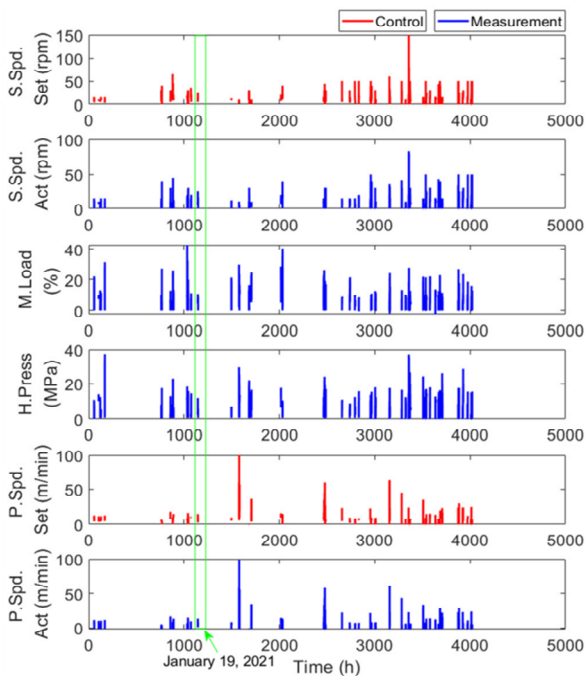 Control Measurement
S.Spd.
Set (rpm)
150
100
50
0
0 1000 2000 3000 4000 5000
S.Spd.
Act (rpm)
100
50
0
0 1000 2000 3000 4000 5000
M.Load
(%)
40
20
0
0 1000 2000 3000 4000 5000
H.Press
(MPa)
40
20
0
0 1000 2000 3000 4000 5000
P.Spd.
Set (m/min)
100
50
0
0 1000 2000 3000 4000 5000
P.Spd.
Act (m/min)
100
50
0
0 1000 2000 3000 4000 5000
January 19, 2021
Time (h)